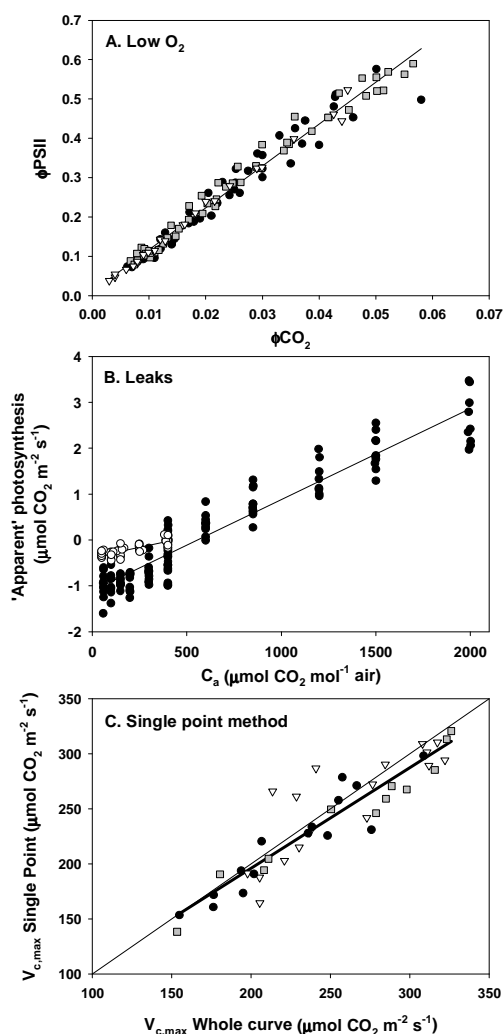 A. Low O₂
0.6
0.5
0.4
0.3
0.2
0.1
0.0
0.00 0.01 0.02 0.03 0.04 0.05 0.06 0.07
ϕPSII
ϕCO₂
B. Leaks
4
3
2
1
0
-1
-2
0 500 1000 1500 2000
'Apparent' photosynthesis
(μmol CO₂ m⁻² s⁻¹)
Cₐ (μmol CO₂ mol⁻¹ air)
C. Single point method
350
300
250
200
150
100
100 150 200 250 300 350
V c,max Single Point (μmol CO₂ m⁻² s⁻¹)
V c,max Whole curve (μmol CO₂ m⁻² s⁻¹)